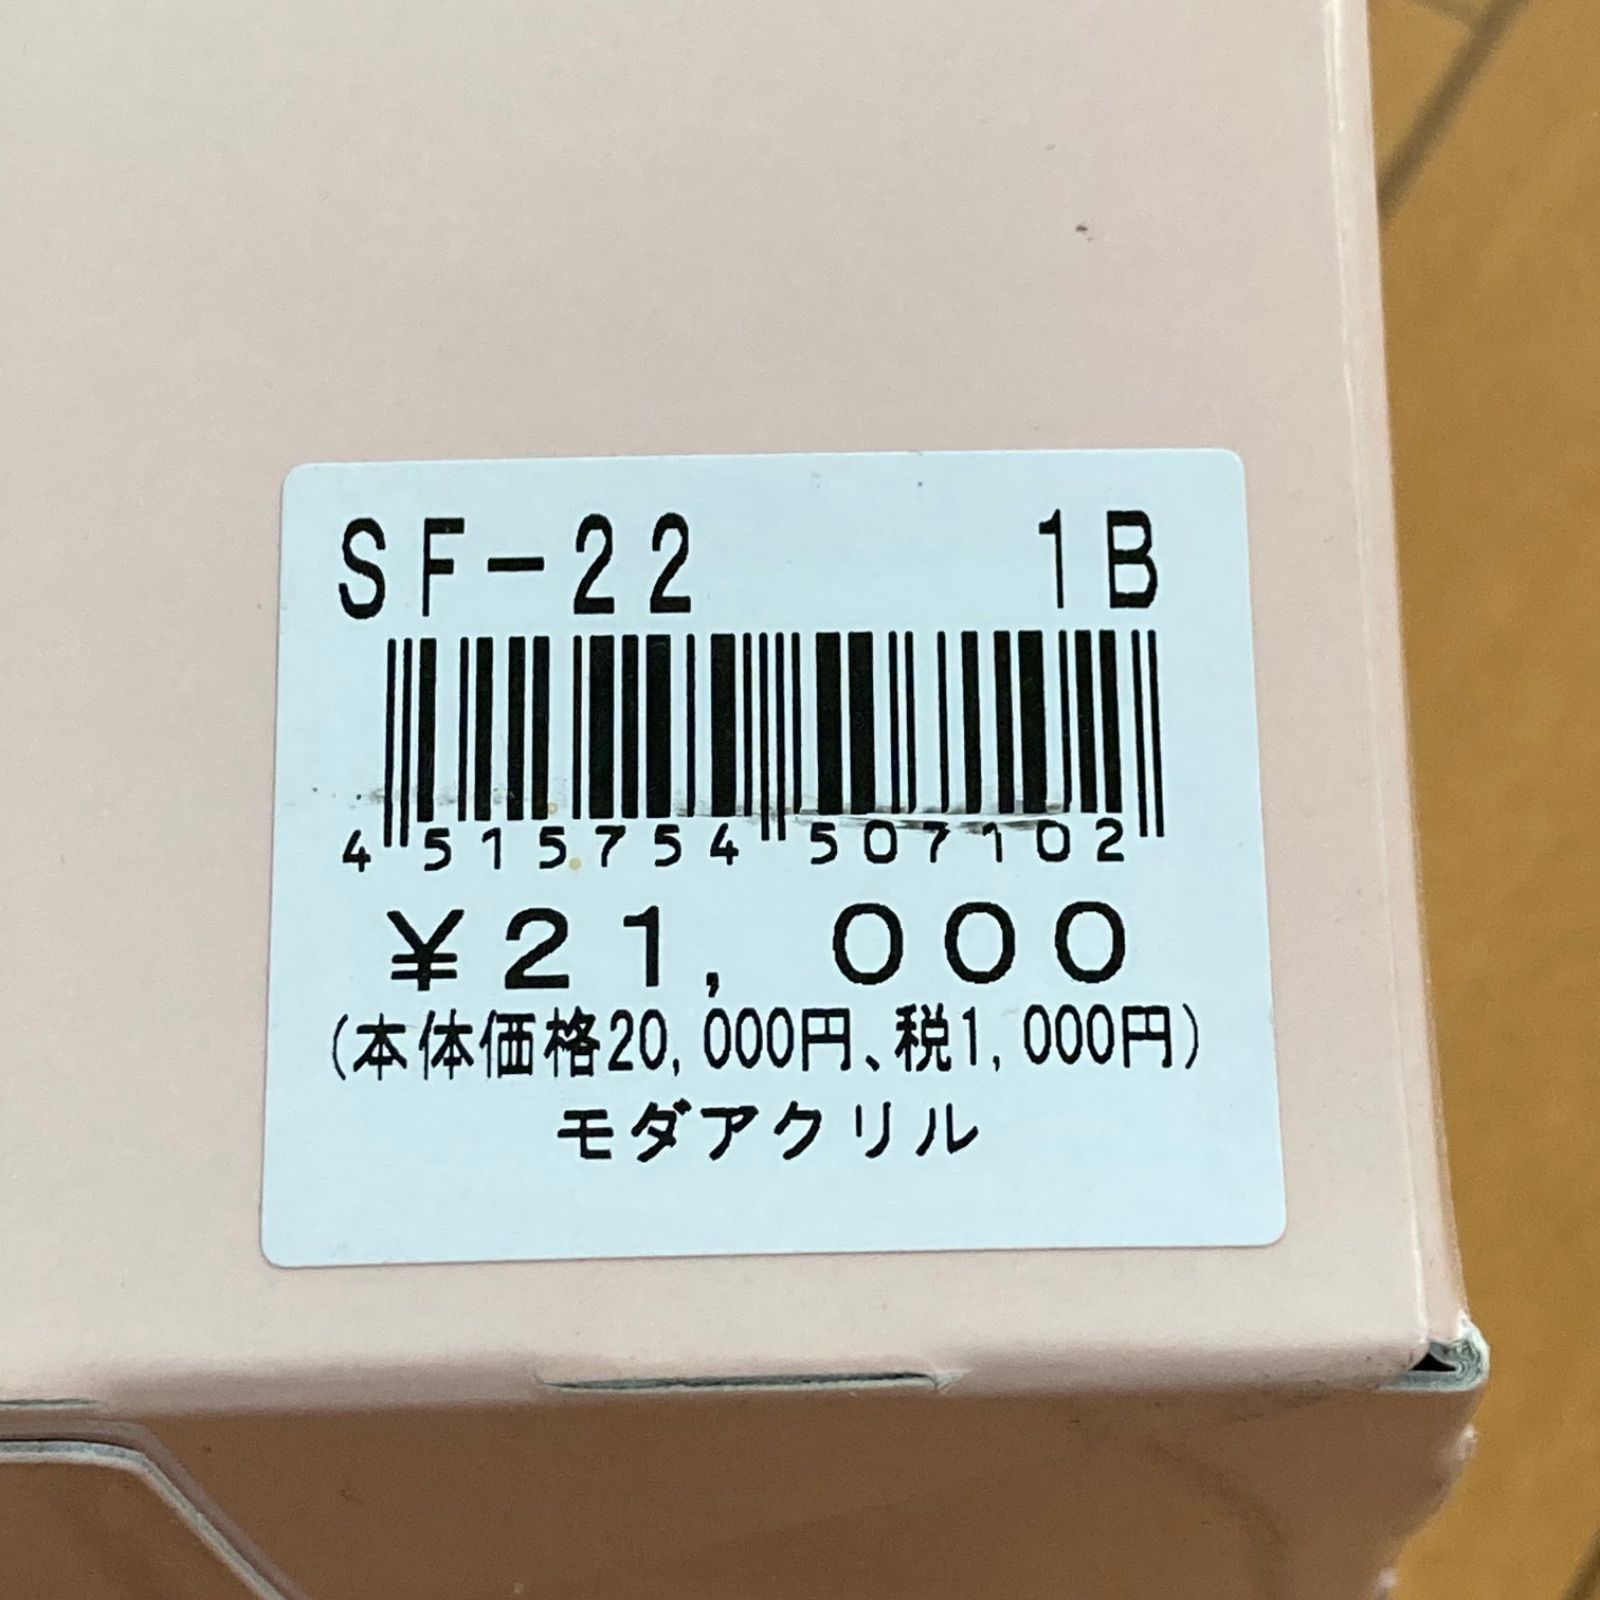 SF-22 1B
4 515754 507102
¥21,000
(本体価格20,000円、税1,000円)
モダアクリル